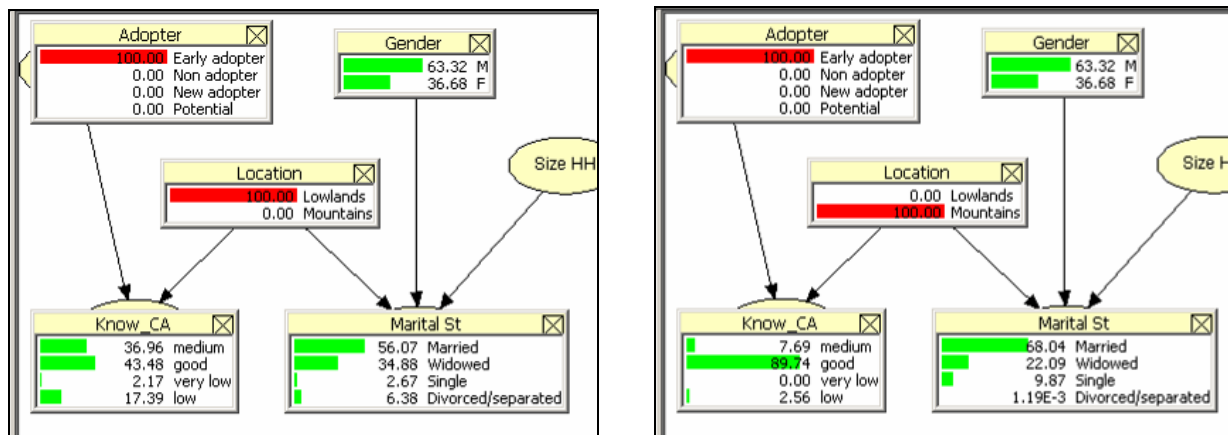 Adopter
100.00 Early adopter
0.00 Non adopter
0.00 New adopter
0.00 Potential
Gender
63.32 M
36.68 F
Location
100.00 Lowlands
0.00 Mountains
Size HH
Know_CA
36.96 medium
43.48 good
2.17 very low
17.39 low
Marital St
56.07 Married
34.88 Widowed
2.67 Single
6.38 Divorced/separated
Adopter
100.00 Early adopter
0.00 Non adopter
0.00 New adopter
0.00 Potential
Gender
63.32 M
36.68 F
Location
0.00 Lowlands
100.00 Mountains
Size H
Know_CA
7.69 medium
89.74 good
0.00 very low
2.56 low
Marital St
68.04 Married
22.09 Widowed
9.87 Single
1.19E-3 Divorced/separated